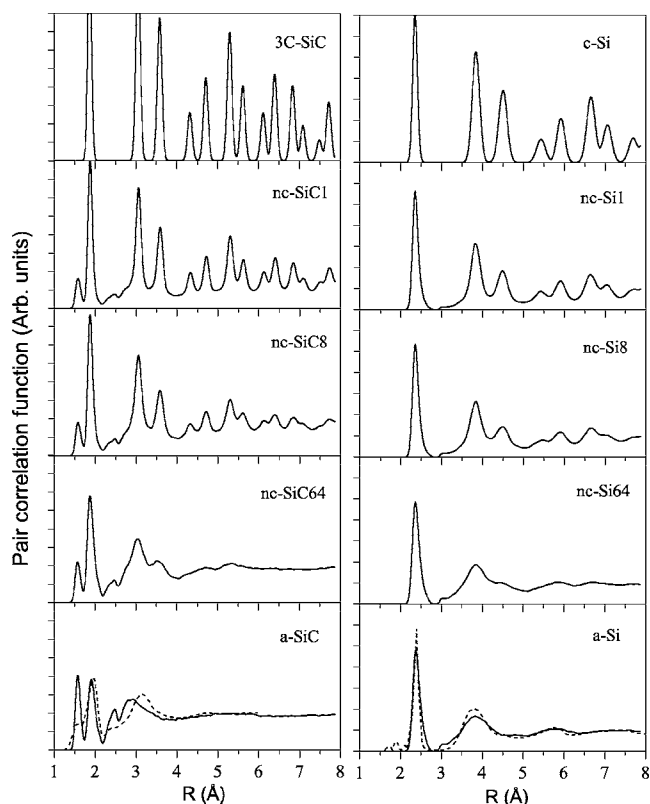 3C-SiC
c-Si
nc-SiC1
nc-Si1
nc-SiC8
nc-Si8
nc-SiC64
nc-Si64
a-SiC
a-Si
Pair correlation function (Arb. units)
1 2 3 4 5 6 7 8
1 2 3 4 5 6 7 8
R (Å)
R (Å)